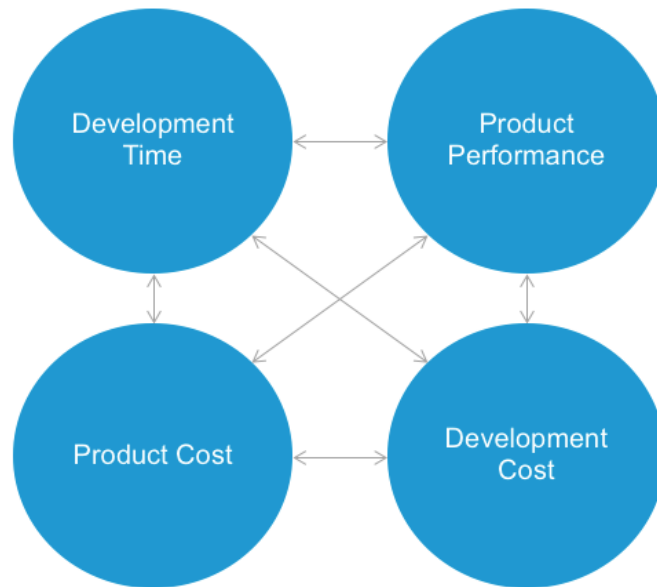 Development
Time
Product
Performance
Product Cost
Development
Cost